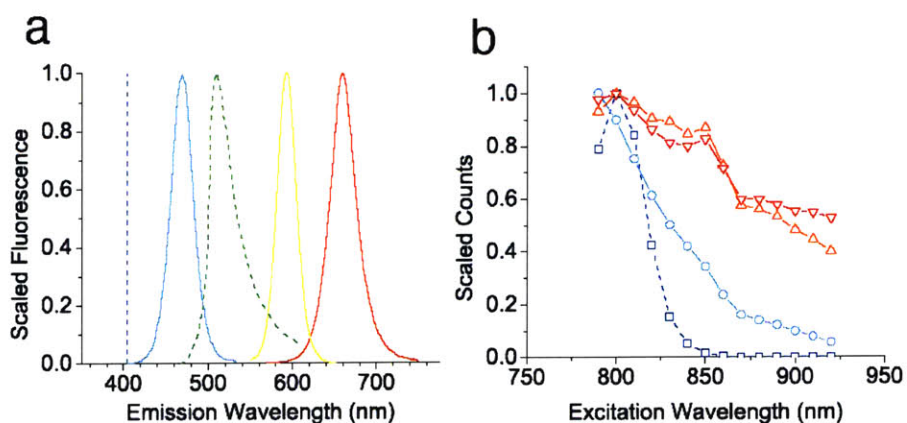 a
Scaled Fluorescence
1.0
0.8
0.6
0.4
0.2
0.0
400 500 600 700
Emission Wavelength (nm)
b
Scaled Counts
1.0
0.8
0.6
0.4
0.2
0.0
750 800 850 900 950
Excitation Wavelength (nm)